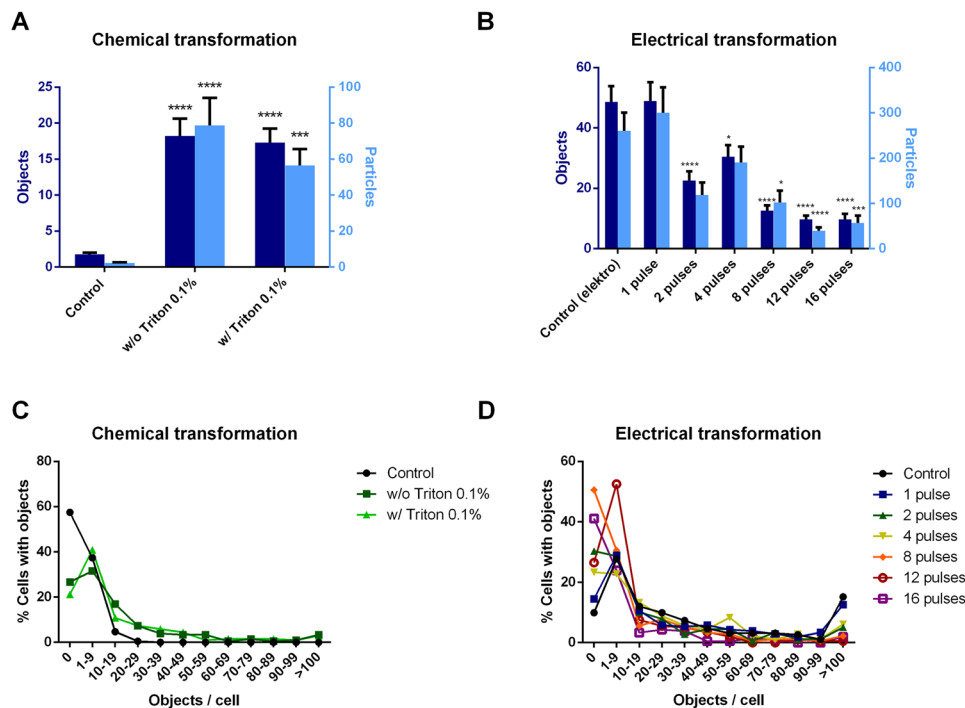 A
Chemical transformation
Objects
25
20
15
10
5
0
100
80
60
40
20
0
Particles
****
****
****
***
Control
w/o Triton 0.1%
w/ Triton 0.1%
B
Electrical transformation
Objects
60
40
20
0
400
300
200
100
0
Particles
****
*
****
*
****
****
****
***
Control (elektro)
1 pulse
2 pulses
4 pulses
8 pulses
12 pulses
16 pulses
C
Chemical transformation
% Cells with objects
80
60
40
20
0
0
1-9
10-19
20-29
30-39
40-49
50-59
60-69
70-79
80-89
90-99
>100
Objects / cell
Control
w/o Triton 0.1%
w/ Triton 0.1%
D
Electrical transformation
% Cells with objects
60
40
20
0
0
1-9
10-19
20-29
30-39
40-49
50-59
60-69
70-79
80-89
90-99
>100
Objects / cell
Control
1 pulse
2 pulses
4 pulses
8 pulses
12 pulses
16 pulses